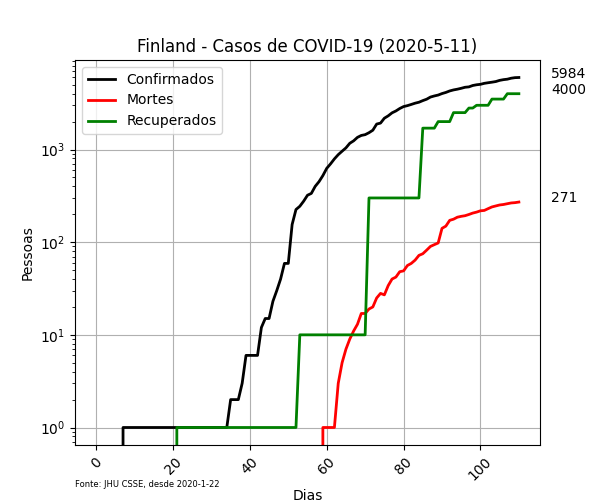 Finland - Casos de COVID-19 (2020-5-11)
Confirmados
Mortes
Recuperados
5984
4000
271
10³
10²
10¹
10⁰
Pessoas
0
20
40
60
80
100
Fonte: JHU CSSE, desde 2020-1-22
Dias